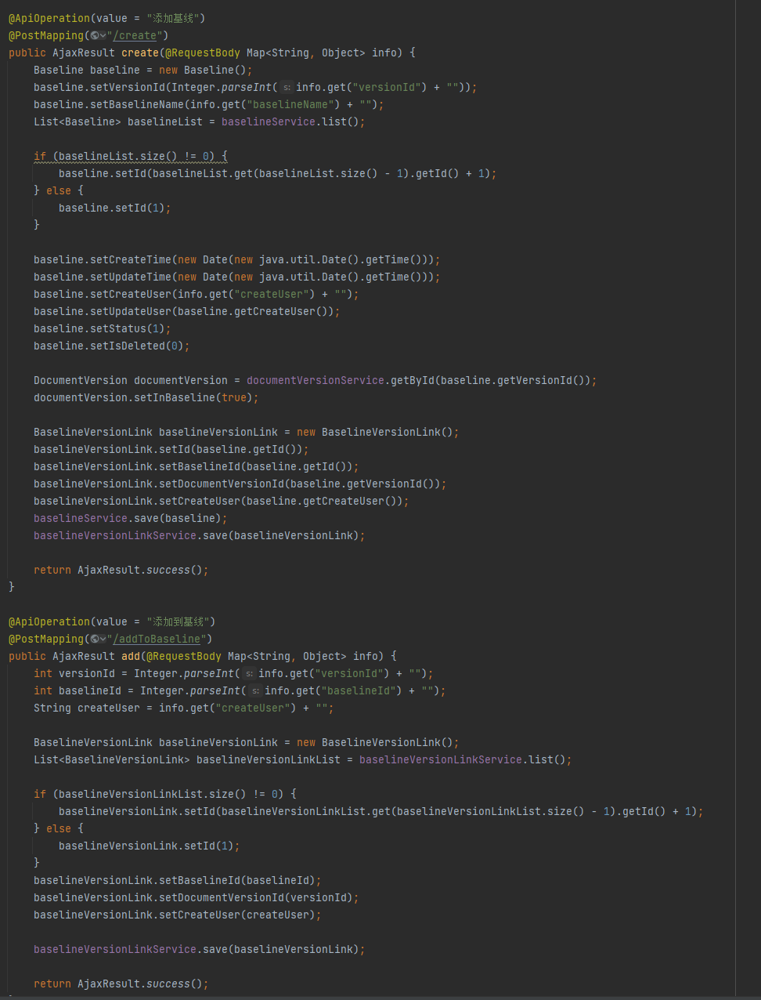 @ApiOperation(value = "添加基线")
@PostMapping("/create")
public AjaxResult create(@RequestBody Map<String, Object> info) {
Baseline baseline = new Baseline();
baseline.setVersionId(Integer.parseInt( s: info.get("versionId") + ""));
baseline.setBaselineName(info.get("baselineName") + "");
List<Baseline> baselineList = baselineService.list();
if (baselineList.size() != 0) {
baseline.setId(baselineList.get(baselineList.size() - 1).getId() + 1);
} else {
baseline.setId(1);
}
baseline.setCreateTime(new Date(new java.util.Date().getTime()));
baseline.setUpdateTime(new Date(new java.util.Date().getTime()));
baseline.setCreateUser(info.get("createUser") + "");
baseline.setUpdateUser(baseline.getCreateUser());
baseline.setStatus(1);
baseline.setIsDeleted(0);
DocumentVersion documentVersion = documentVersionService.getById(baseline.getVersionId());
documentVersion.setInBaseline(true);
BaselineVersionLink baselineVersionLink = new BaselineVersionLink();
baselineVersionLink.setId(baseline.getId());
baselineVersionLink.setBaselineId(baseline.getId());
baselineVersionLink.setDocumentVersionId(baseline.getVersionId());
baselineVersionLink.setCreateUser(baseline.getCreateUser());
baselineService.save(baseline);
baselineVersionLinkService.save(baselineVersionLink);
return AjaxResult.success();
}
@ApiOperation(value = "添加到基线")
@PostMapping("/addToBaseline")
public AjaxResult add(@RequestBody Map<String, Object> info) {
int versionId = Integer.parseInt( s: info.get("versionId") + "");
int baselineId = Integer.parseInt( s: info.get("baselineId") + "");
String createUser = info.get("createUser") + "";
BaselineVersionLink baselineVersionLink = new BaselineVersionLink();
List<BaselineVersionLink> baselineVersionLinkList = baselineVersionLinkService.list();
if (baselineVersionLinkList.size() != 0) {
baselineVersionLink.setId(baselineVersionLinkList.get(baselineVersionLinkList.size() - 1).getId() + 1);
} else {
baselineVersionLink.setId(1);
}
baselineVersionLink.setBaselineId(baselineId);
baselineVersionLink.setDocumentVersionId(versionId);
baselineVersionLink.setCreateUser(createUser);
baselineVersionLinkService.save(baselineVersionLink);
return AjaxResult.success();